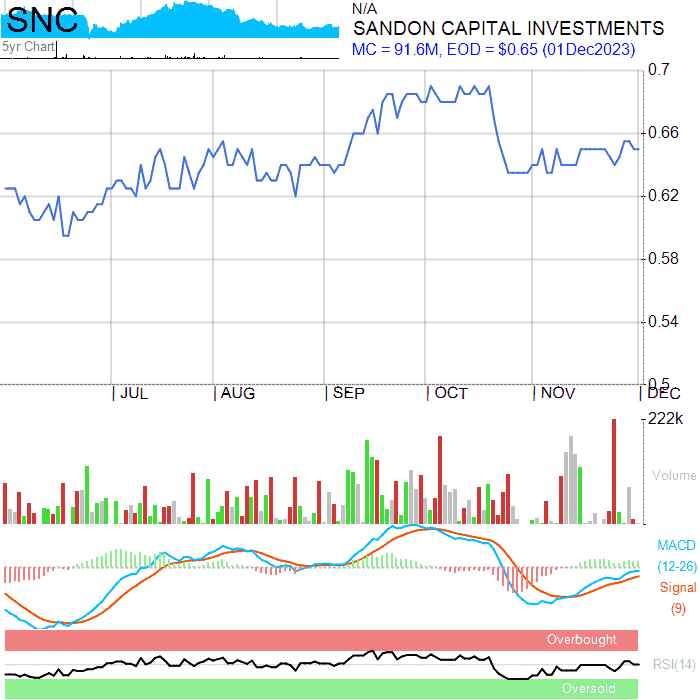 SNC
5yr Chart
N/A
SANDON CAPITAL INVESTMENTS
MC = 91.6M, EOD = $0.65 (01Dec2023)
0.7
0.66
0.62
0.58
0.54
0.5
JUL AUG SEP OCT NOV DEC
222k
Volume
MACD
(12-26)
Signal
(9)
Overbought
RSI(14)
Oversold